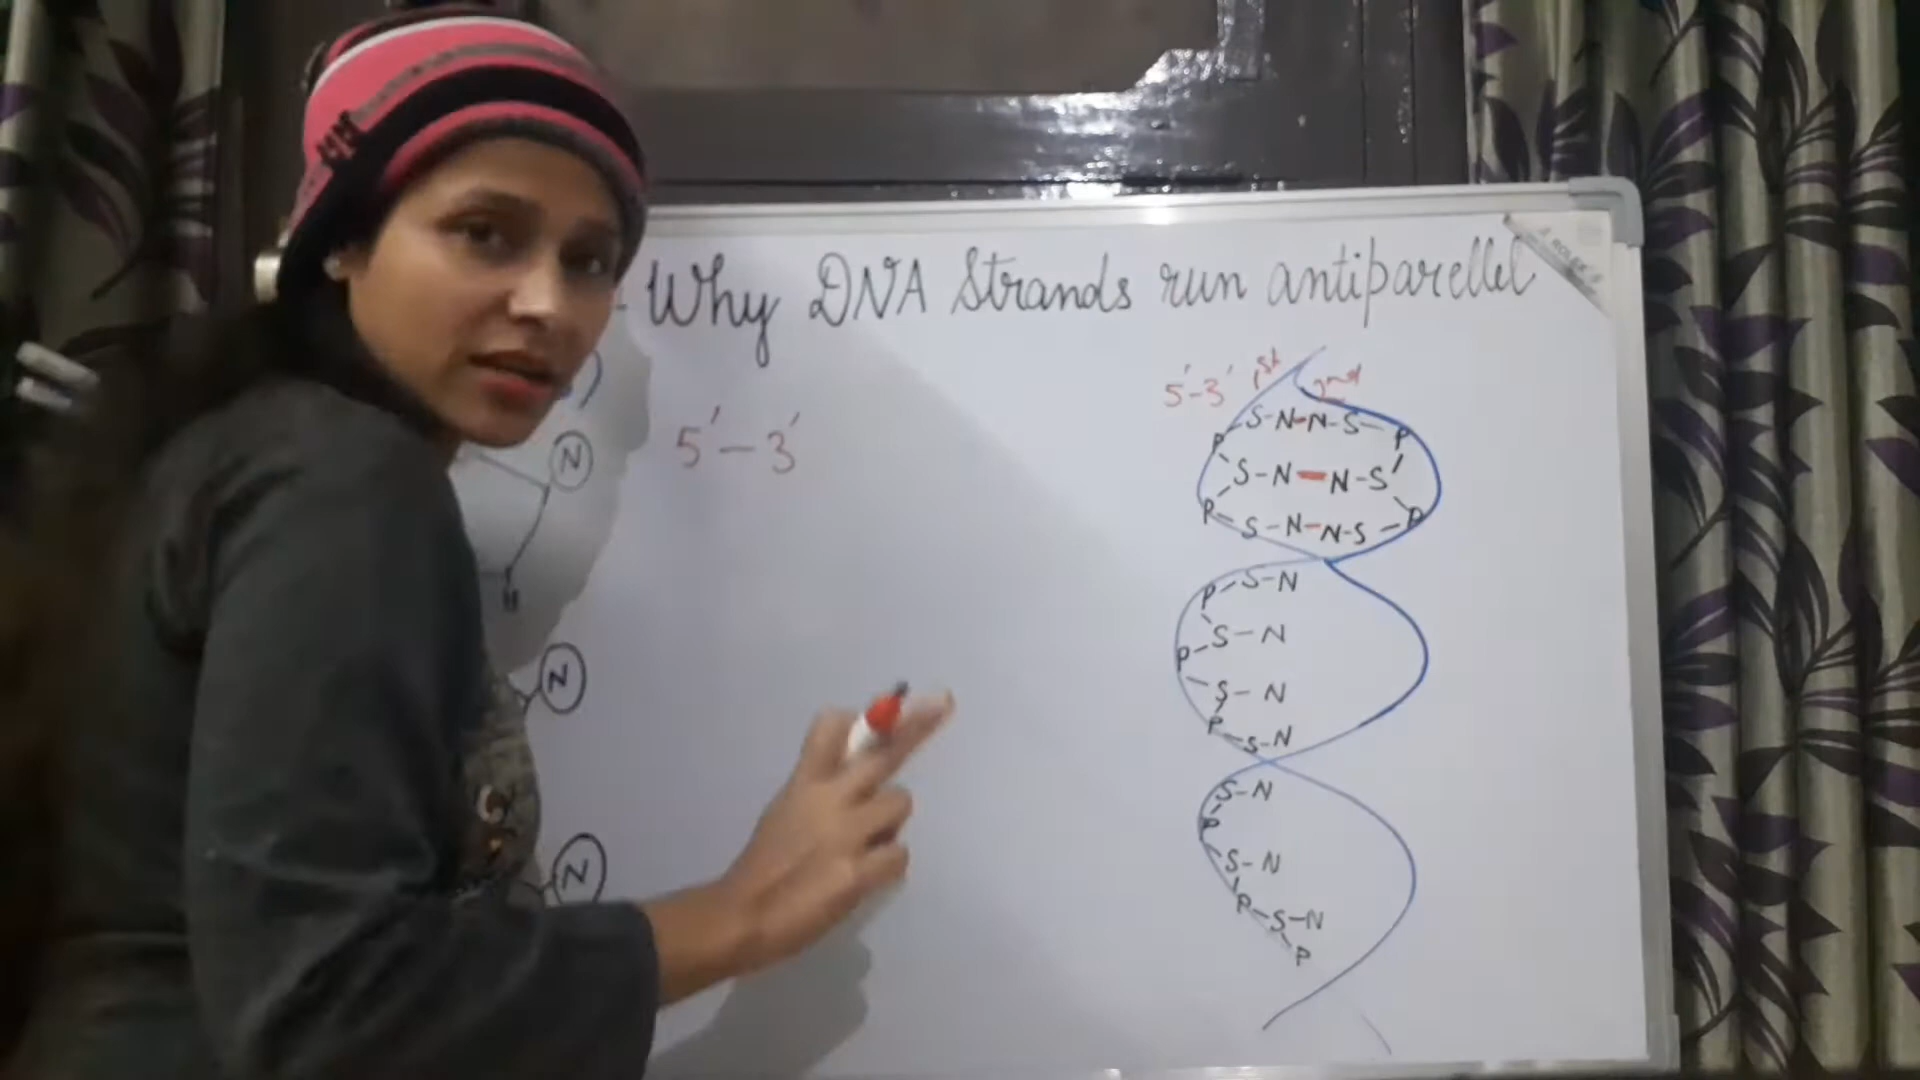 - Why DNA Strands run antiparellel
5'-3' 1st 2nd
S-N-N-S-P
P
5'-3'
N
S-N-N-S
P-S-N-N-S-P
P-S-N
H
S-N
P
N
S-N
P-S-N
S-N
P
S-N
N
P-S-N
P